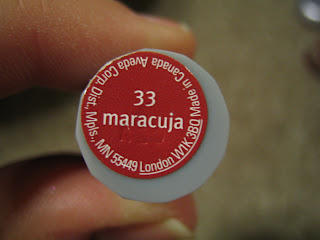 33
maracuja
Aveda Corp. Dist., Mpls., MN 55449 London W1K 3BQ Made in Canada